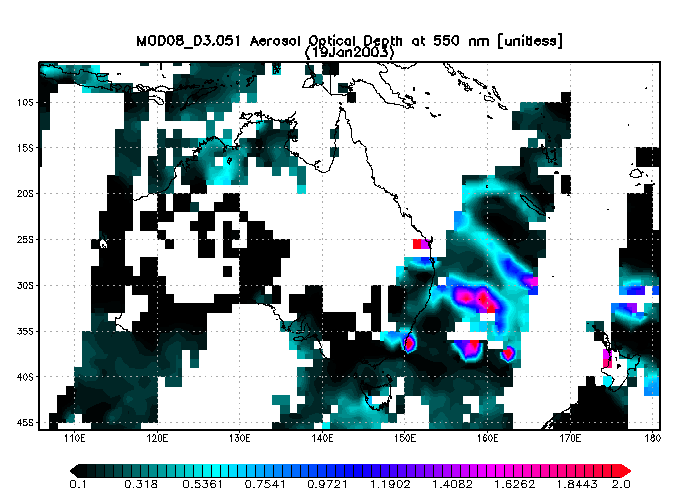 MOD08_D3.051 Aerosol Optical Depth at 550 nm [unitless]
(19Jan2003)
10S
15S
20S
25S
30S
35S
40S
45S
110E 120E 130E 140E 150E 160E 170E 180
0.1 0.318 0.5361 0.7541 0.9721 1.1902 1.4082 1.6262 1.8443 2.0